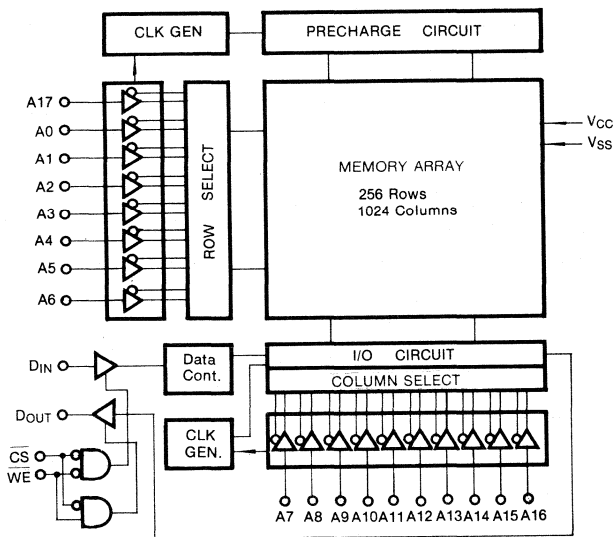 CLK GEN
PRECHARGE CIRCUIT
A17
A0
A1
A2
A3
A4
A5
A6
ROW SELECT
MEMORY ARRAY
256 Rows
1024 Columns
VCC
VSS
DIN
DOUT
CS
WE
Data
Cont.
CLK
GEN.
I/O CIRCUIT
COLUMN SELECT
A7 A8 A9 A10 A11 A12 A13 A14 A15 A16